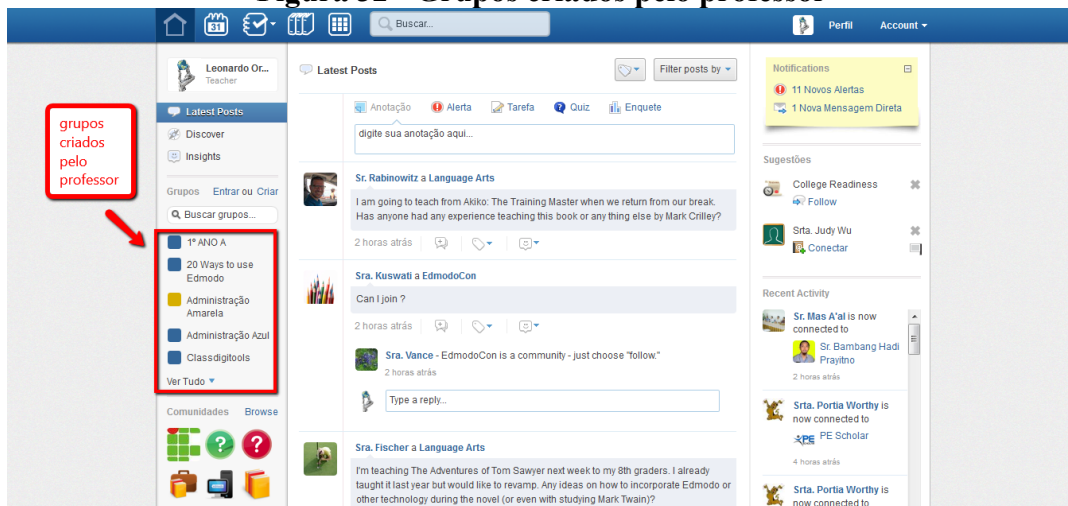 Figura 32 - Grupos criados pelo professor
31
Buscar...
Perfil
Account
Leonardo Or...
Teacher
Latest Posts
Discover
Insights
Grupos Entrar ou Criar
Buscar grupos...
1º ANO A
20 Ways to use
Edmodo
Administração
Amarela
Administração Azul
Classdigitools
Ver Tudo
Comunidades Browse
grupos
criados
pelo
professor
Latest Posts
Filter posts by
Anotação Alerta Tarefa Quiz Enquete
digite sua anotação aqui...
Sr. Rabinowitz a Language Arts
I am going to teach from Akiko: The Training Master when we return from our break.
Has anyone had any experience teaching this book or any thing else by Mark Crilley?
2 horas atrás
Sra. Kuswati a EdmodoCon
Can I join ?
2 horas atrás
Sra. Vance - EdmodoCon is a community - just choose "follow."
2 horas atrás
Type a reply...
Sra. Fischer a Language Arts
I'm teaching The Adventures of Tom Sawyer next week to my 8th graders. I already
taught it last year but would like to revamp. Any ideas on how to incorporate Edmodo or
other technology during the novel (or even with studying Mark Twain)?
Notifications
11 Novos Alertas
1 Nova Mensagem Direta
Sugestões
College Readiness
Follow
Srta. Judy Wu
Conectar
Recent Activity
Sr. Mas A'al is now
connected to
Sr. Bambang Hadi
Prayitno
2 horas atrás
Srta. Portia Worthy is
now connected to
PE PE Scholar
4 horas atrás
Srta. Portia Worthy is
now connected to